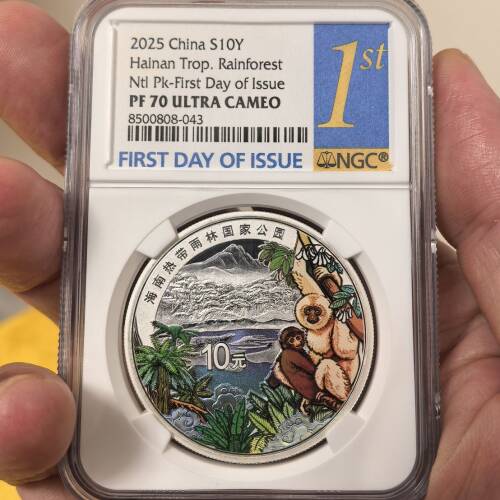 2025 China S10Y
Hainan Trop. Rainforest
Ntl Pk-First Day of Issue
PF 70 ULTRA CAMEO
8500808-043
1st
FIRST DAY OF ISSUE
NGC®
海南热带雨林国家公园
10元